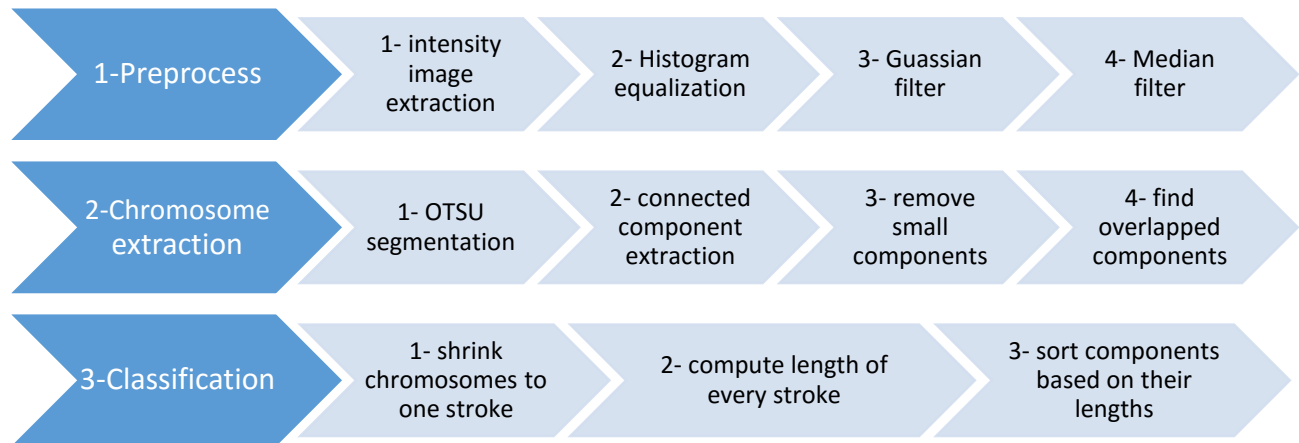 1-Preprocess
1- intensity
image
extraction
2- Histogram
equalization
3- Guassian
filter
4- Median
filter
2-Chromosome
extraction
1- OTSU
segmentation
2- connected
component
extraction
3- remove
small
components
4- find
overlapped
components
3-Classification
1- shrink
chromosomes to
one stroke
2- compute length of
every stroke
3- sort components
based on their
lengths